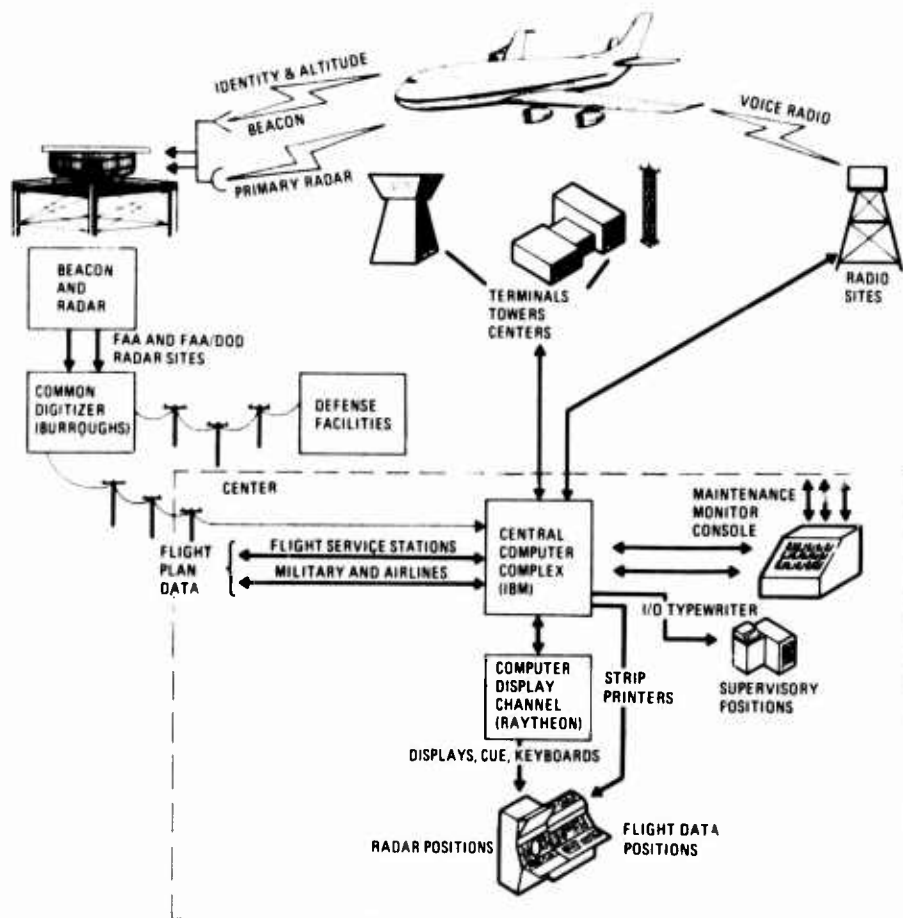 IDENTITY & ALTITUDE
BEACON
PRIMARY RADAR
VOICE RADIO
BEACON
AND
RADAR
FAA AND FAA/DOD
RADAR SITES
TERMINALS
TOWERS
CENTERS
RADIO
SITES
COMMON
DIGITIZER
(BURROUGHS)
DEFENSE
FACILITIES
CENTER
MAINTENANCE
MONITOR
CONSOLE
CENTRAL
COMPUTER
COMPLEX
(IBM)
FLIGHT
PLAN
DATA
FLIGHT SERVICE STATIONS
MILITARY AND AIRLINES
I/O TYPEWRITER
SUPERVISORY
POSITIONS
COMPUTER
DISPLAY
CHANNEL
(RAYTHEON)
STRIP
PRINTERS
DISPLAYS, CUE, KEYBOARDS
RADAR POSITIONS
FLIGHT DATA
POSITIONS